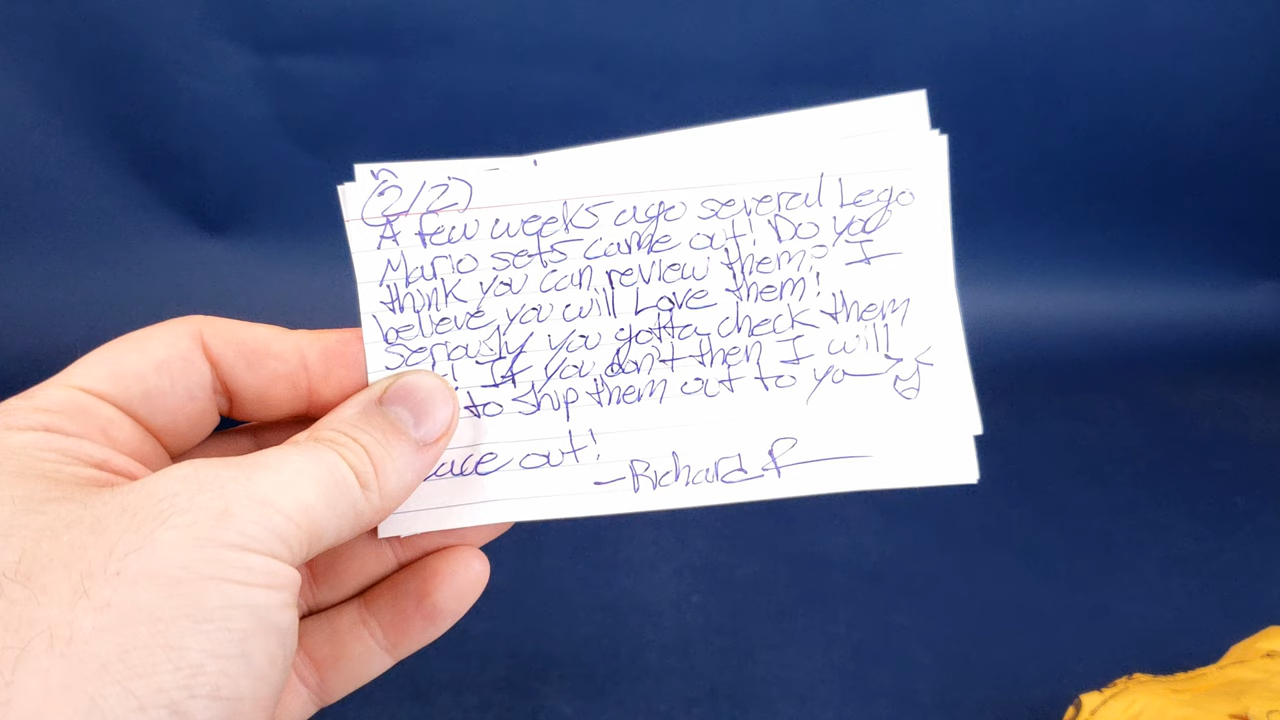 (2/2)
A few weeks ago several Lego
Mario sets came out! Do you
think you can review them? I
believe you will Love them!
Seriously you gotta check them
! If you don't then I will
to ship them out to you
out!
-Richard R